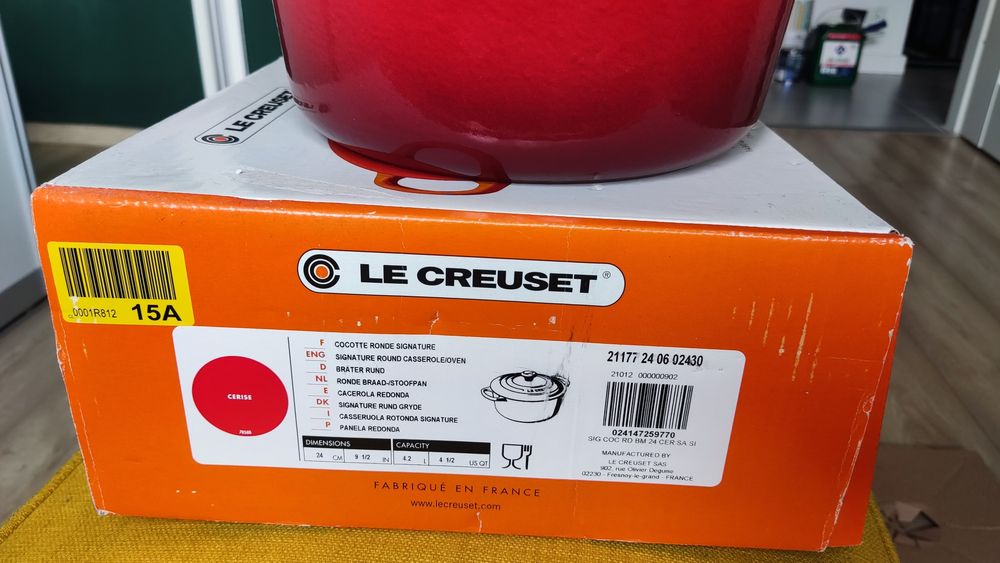 LE CREUSET
LE CREUSET®
0001R812 15A
CERISE
F COCOTTE RONDE SIGNATURE
ENG SIGNATURE ROUND CASSEROLE/OVEN
D BRÄTER RUND
NL RONDE BRAAD-/STOOFPAN
E CACEROLA REDONDA
DK SIGNATURE RUND GRYDE
I CASSERUOLA ROTONDA SIGNATURE
P PANELA REDONDA
DIMENSIONS CAPACITY
24 CM 9 1/2 IN 4.2 L 4 1/2 US QT
21177 24 06 02430
21012 000000902
024147259770
SIG COC RD BM 24 CER SA SI
MANUFACTURED BY
LE CREUSET SAS
902, rue Olivier Deguise
02230 - Fresnoy-le-grand - FRANCE
FABRIQUÉ EN FRANCE
www.lecreuset.com